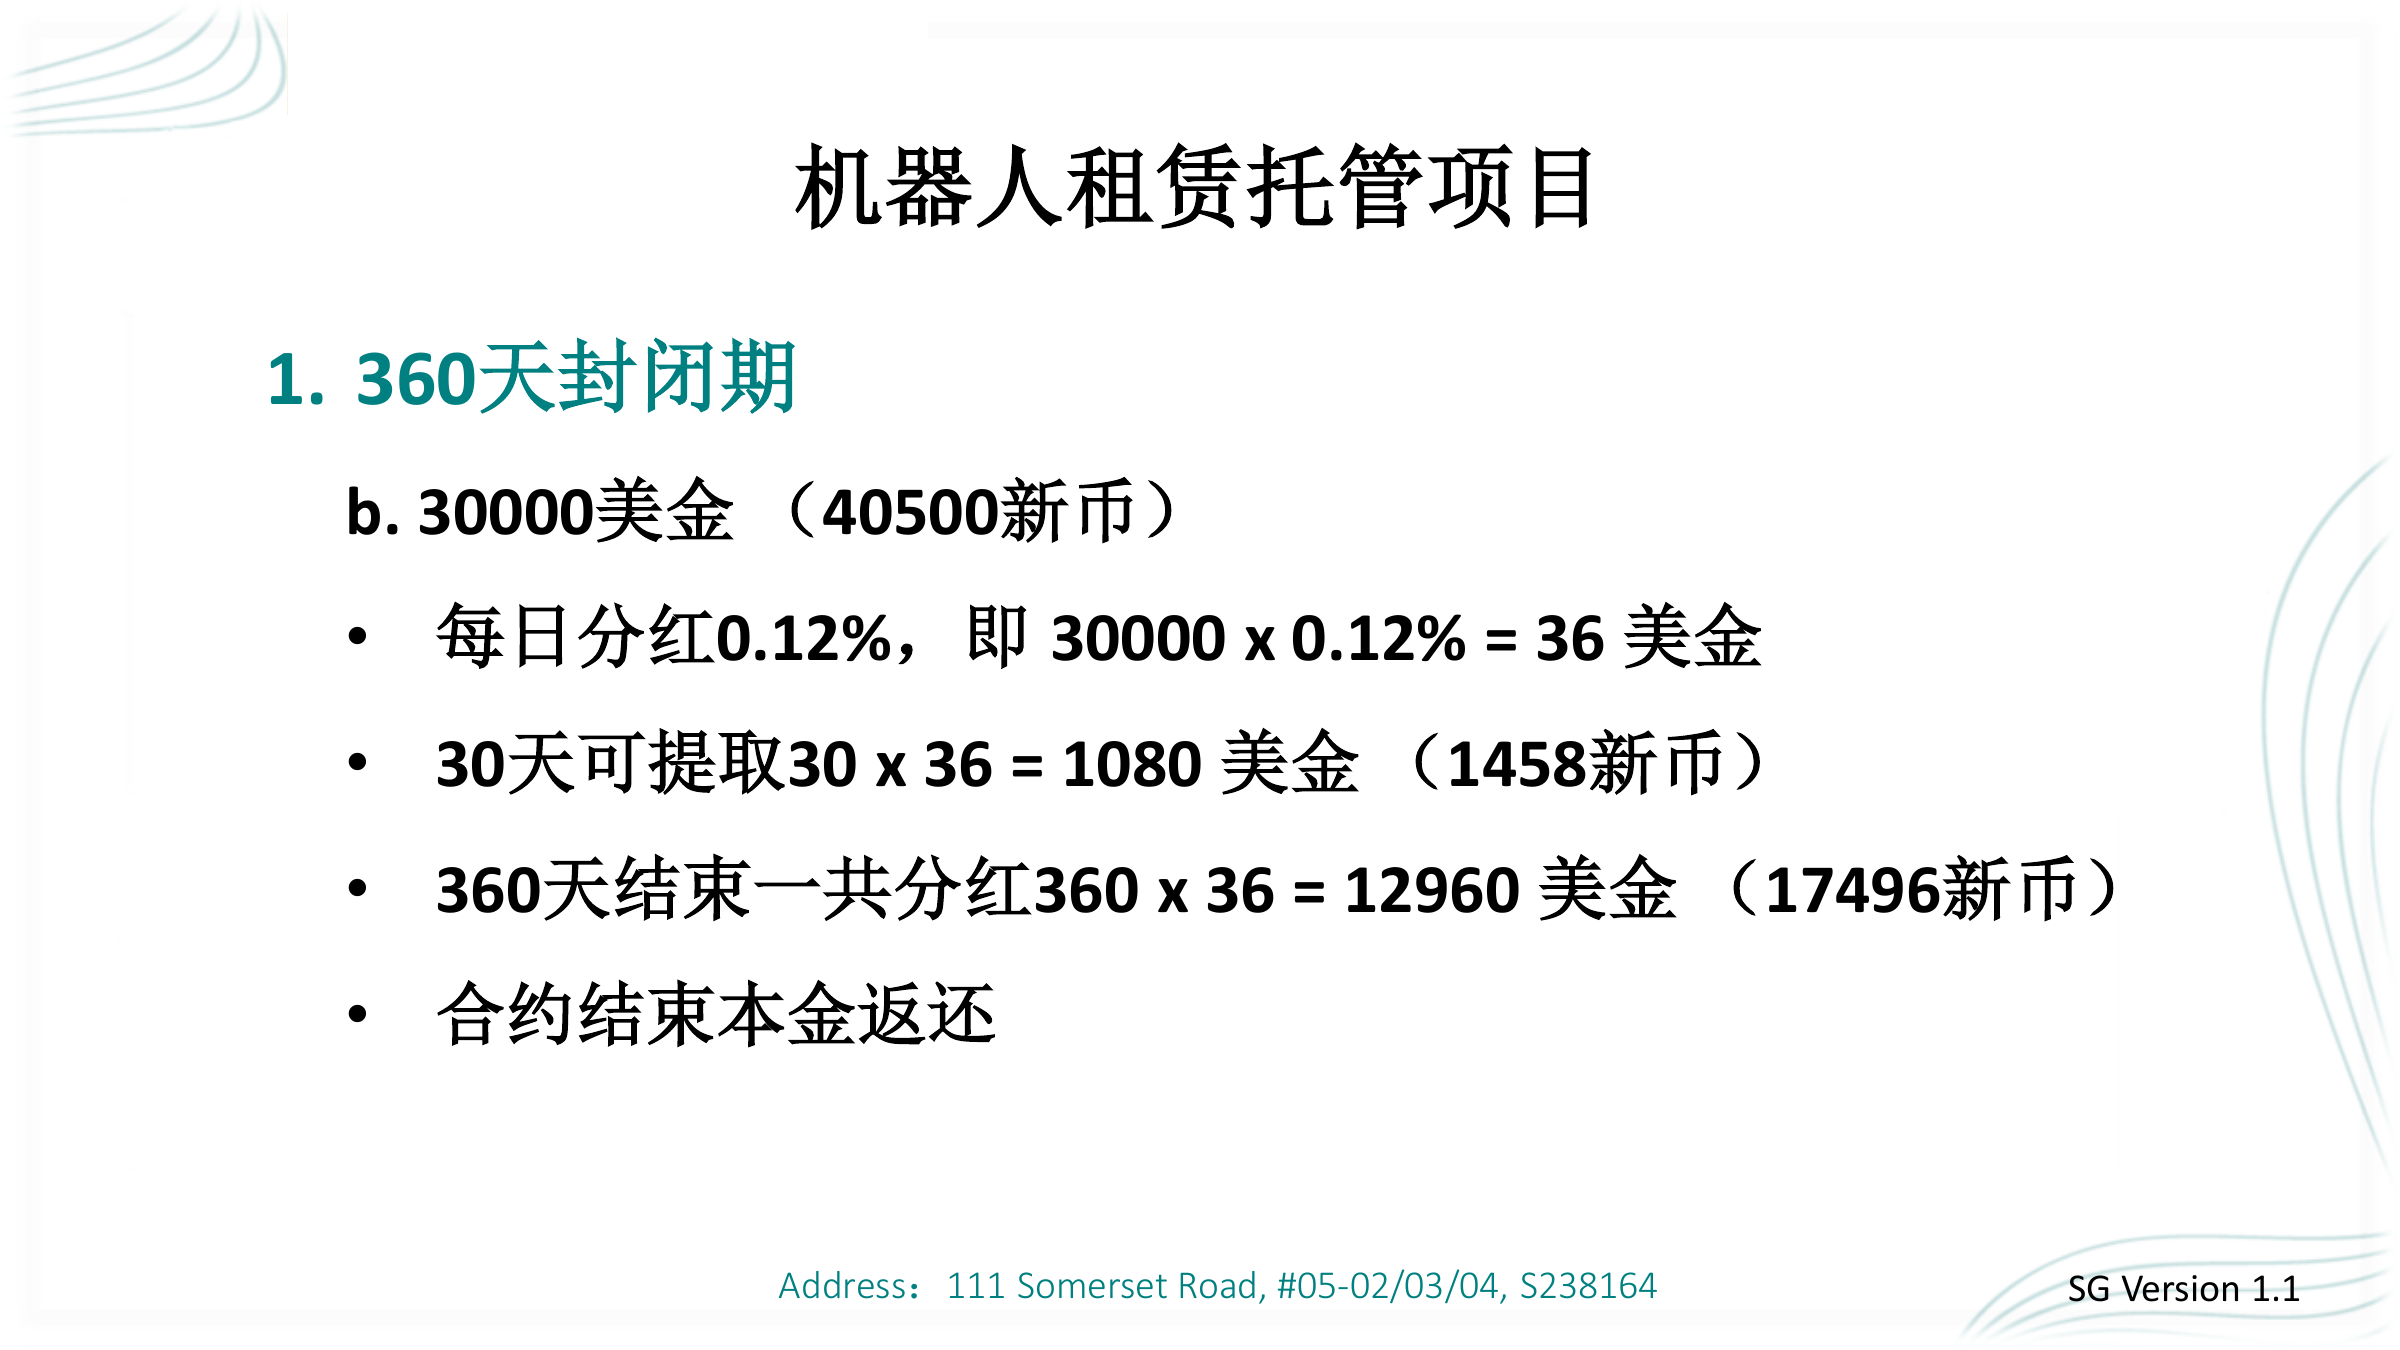 机器人租赁托管项目
1. 360天封闭期
b. 30000美金 （40500新币）
• 每日分红0.12%，即 30000 x 0.12% = 36 美金
• 30天可提取30 x 36 = 1080 美金 （1458新币）
• 360天结束一共分红360 x 36 = 12960 美金 （17496新币）
• 合约结束本金返还
Address：111 Somerset Road, #05-02/03/04, S238164
SG Version 1.1